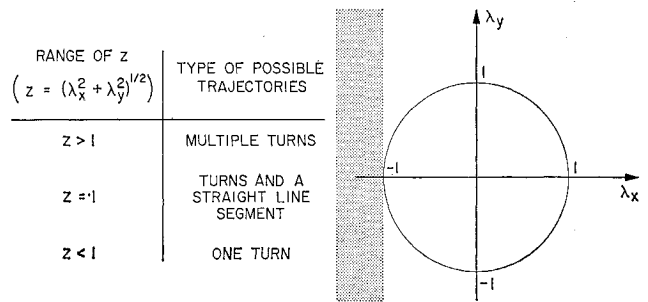 RANGE OF Z
( z = (λx² + λy²)^1/2 )
TYPE OF POSSIBLE
TRAJECTORIES
Z > 1
MULTIPLE TURNS
Z = 1
TURNS AND A
STRAIGHT LINE
SEGMENT
Z < 1
ONE TURN
λy
1
-1
1
λx
-1